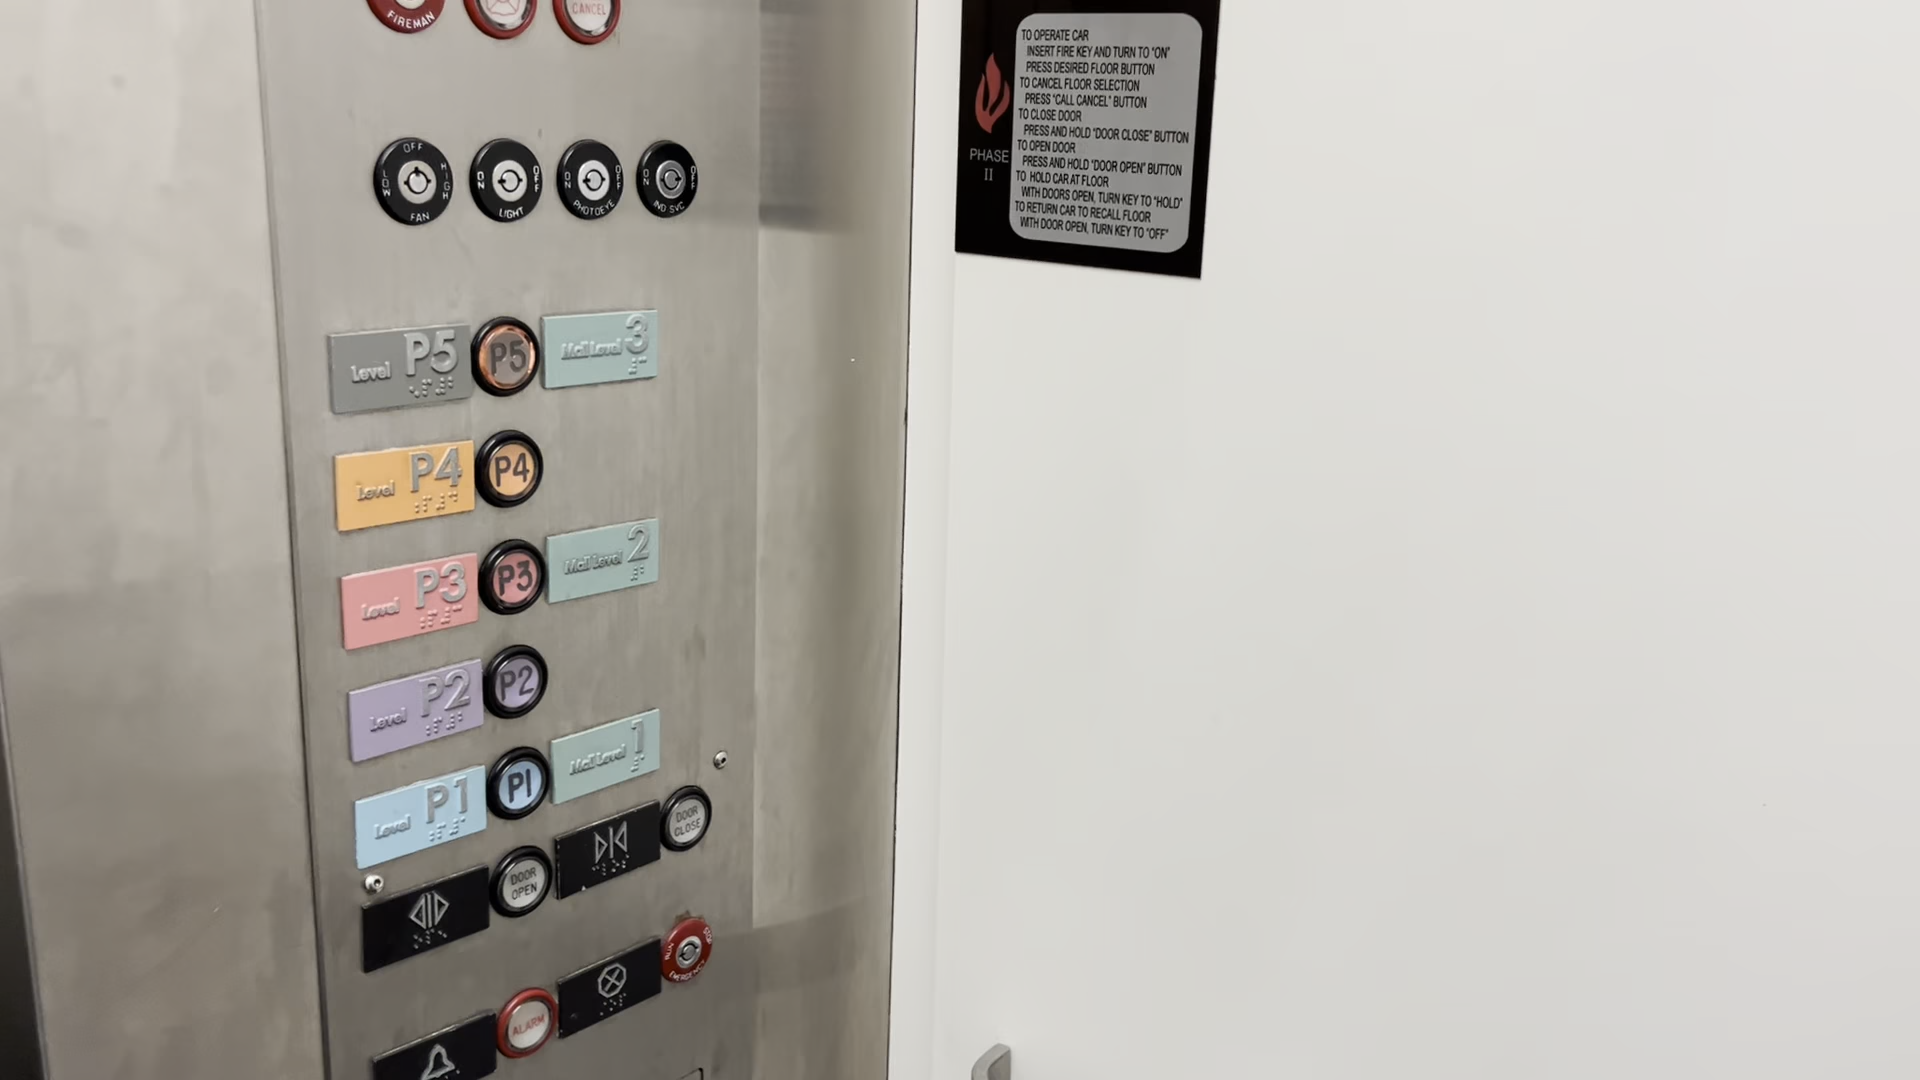 FIREMAN
CANCEL
OFF
LOW
HIGH
FAN
ON
OFF
LIGHT
ON
OFF
PHOTOEYE
ON
OFF
IND SVC
Level P5
P5
Mall Level 3
Level P4
P4
Level P3
P3
Mall Level 2
Level P2
P2
Level P1
P1
Mall Level 1
DOOR
CLOSE
DOOR
OPEN
RUN
STOP
EMERGENCY
ALARM
PHASE
II
TO OPERATE CAR
INSERT FIRE KEY AND TURN TO "ON"
PRESS DESIRED FLOOR BUTTON
TO CANCEL FLOOR SELECTION
PRESS "CALL CANCEL" BUTTON
TO CLOSE DOOR
PRESS AND HOLD "DOOR CLOSE" BUTTON
TO OPEN DOOR
PRESS AND HOLD "DOOR OPEN" BUTTON
TO HOLD CAR AT FLOOR
WITH DOORS OPEN, TURN KEY TO "HOLD"
TO RETURN CAR TO RECALL FLOOR
WITH DOOR OPEN, TURN KEY TO "OFF"